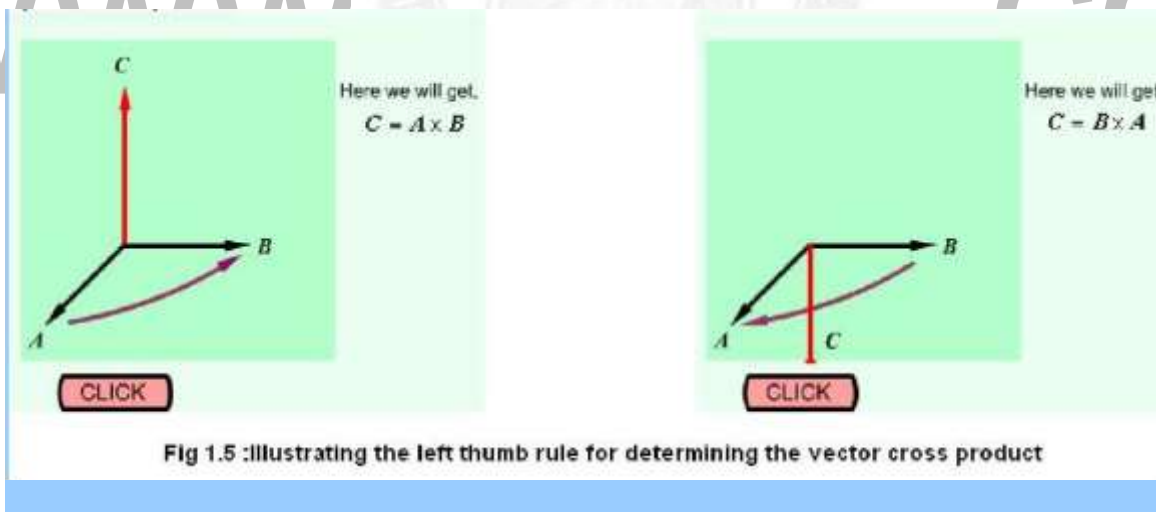 C
Here we will get,
C = A × B
B
A
CLICK
Here we will get
C = B × A
B
A
C
CLICK
Fig 1.5 :Illustrating the left thumb rule for determining the vector cross product